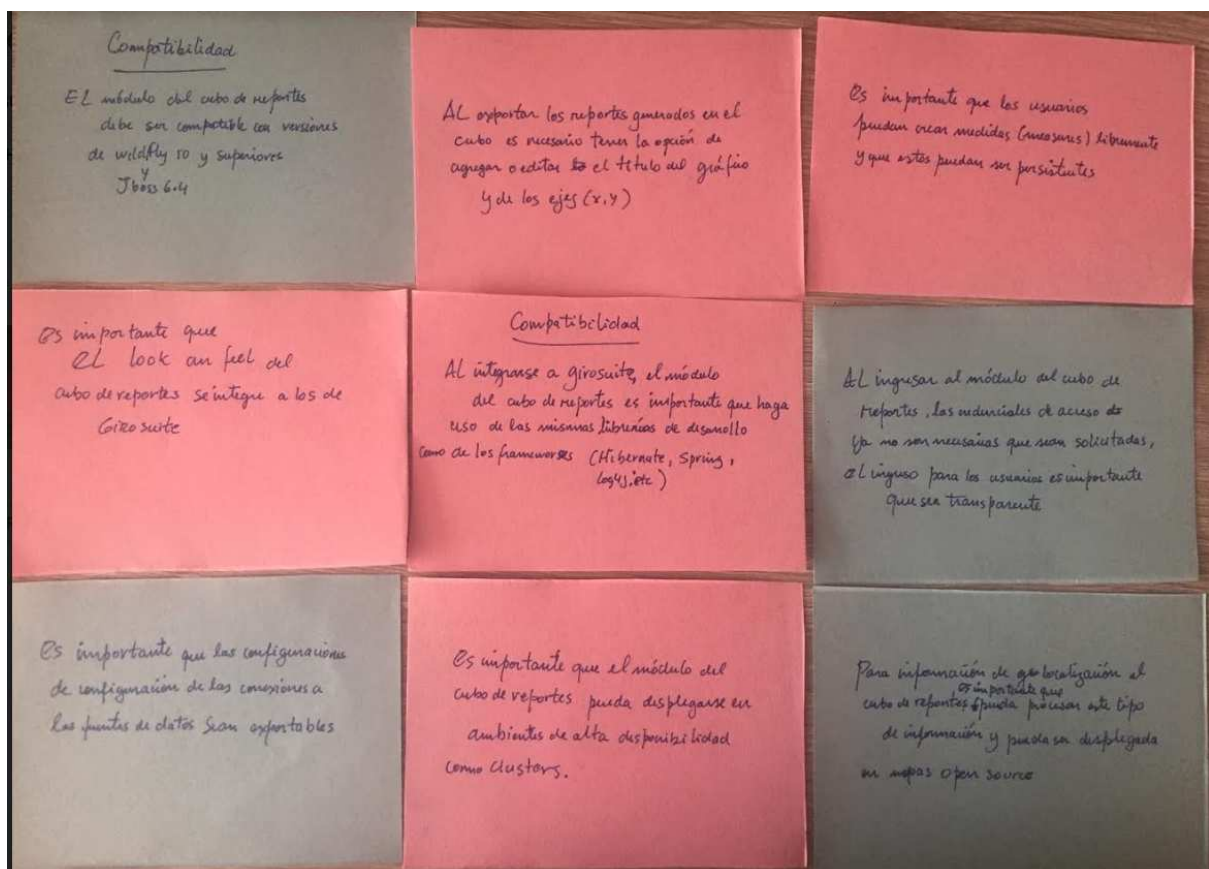 Compatibilidad
EL módulo del cubo de reportes
debe ser compatible con versiones
de wildfly 10 y superiores
y
Jboss 6.4
AL exportar los reportes generados en el
cubo es necesario tener la opción de
agregar o editar el titulo del gráfico
y de los ejes (x,y)
es importante que los usuarios
puedan crear medidas (measures) libremente
y que estas puedan ser persistentes
es importante que
el look an feel del
cubo de reportes se integre a los de
Giro suite
Compatibilidad
AL integrarse a girosuite, el módulo
del cubo de reportes es importante que haga
uso de las mismas librerias de desarrollo
como de los frameworks (Hibernate, Spring,
log4j, etc)
AL ingresar al módulo del cubo de
reportes, las credenciales de acceso
ya no son necesarias que sean solicitadas,
el ingreso para los usuarios es importante
que sea transparente
es importante que las configuraciones
de configuración de las conexiones a
las fuentes de datos sean exportables
es importante que el módulo del
cubo de reportes pueda desplegarse en
ambientes de alta disponibilidad
como clusters.
Para información de geo localización el
es importante que
cubo de reportes pueda procesar este tipo
de información y pueda ser desplegada
en mapas open source